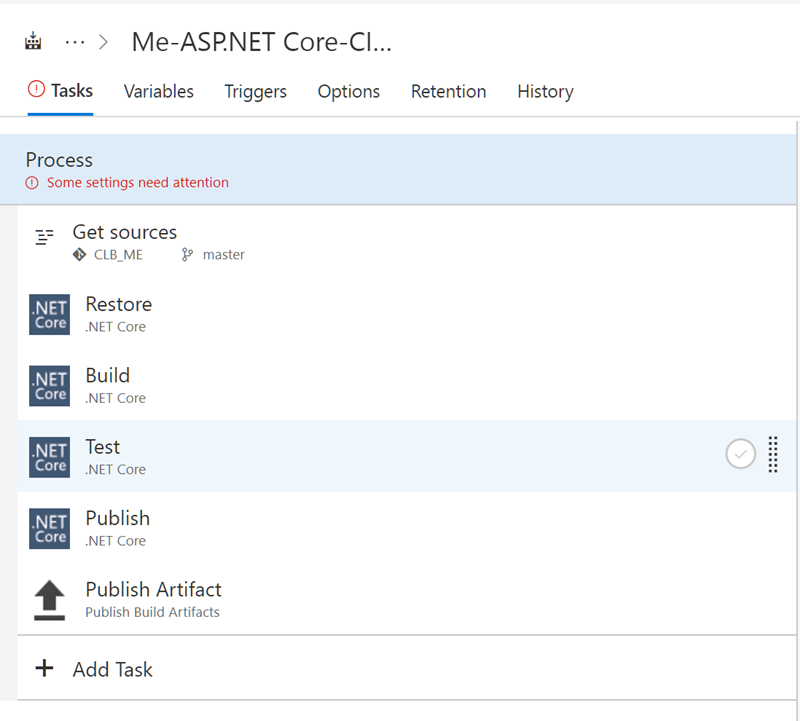 ... > Me-ASP.NET Core-CI...
Tasks Variables Triggers Options Retention History
Process
Some settings need attention
Get sources
CLB_ME master
.NET Core
Restore
.NET Core
.NET Core
Build
.NET Core
.NET Core
Test
.NET Core
.NET Core
Publish
.NET Core
Publish Artifact
Publish Build Artifacts
+ Add Task